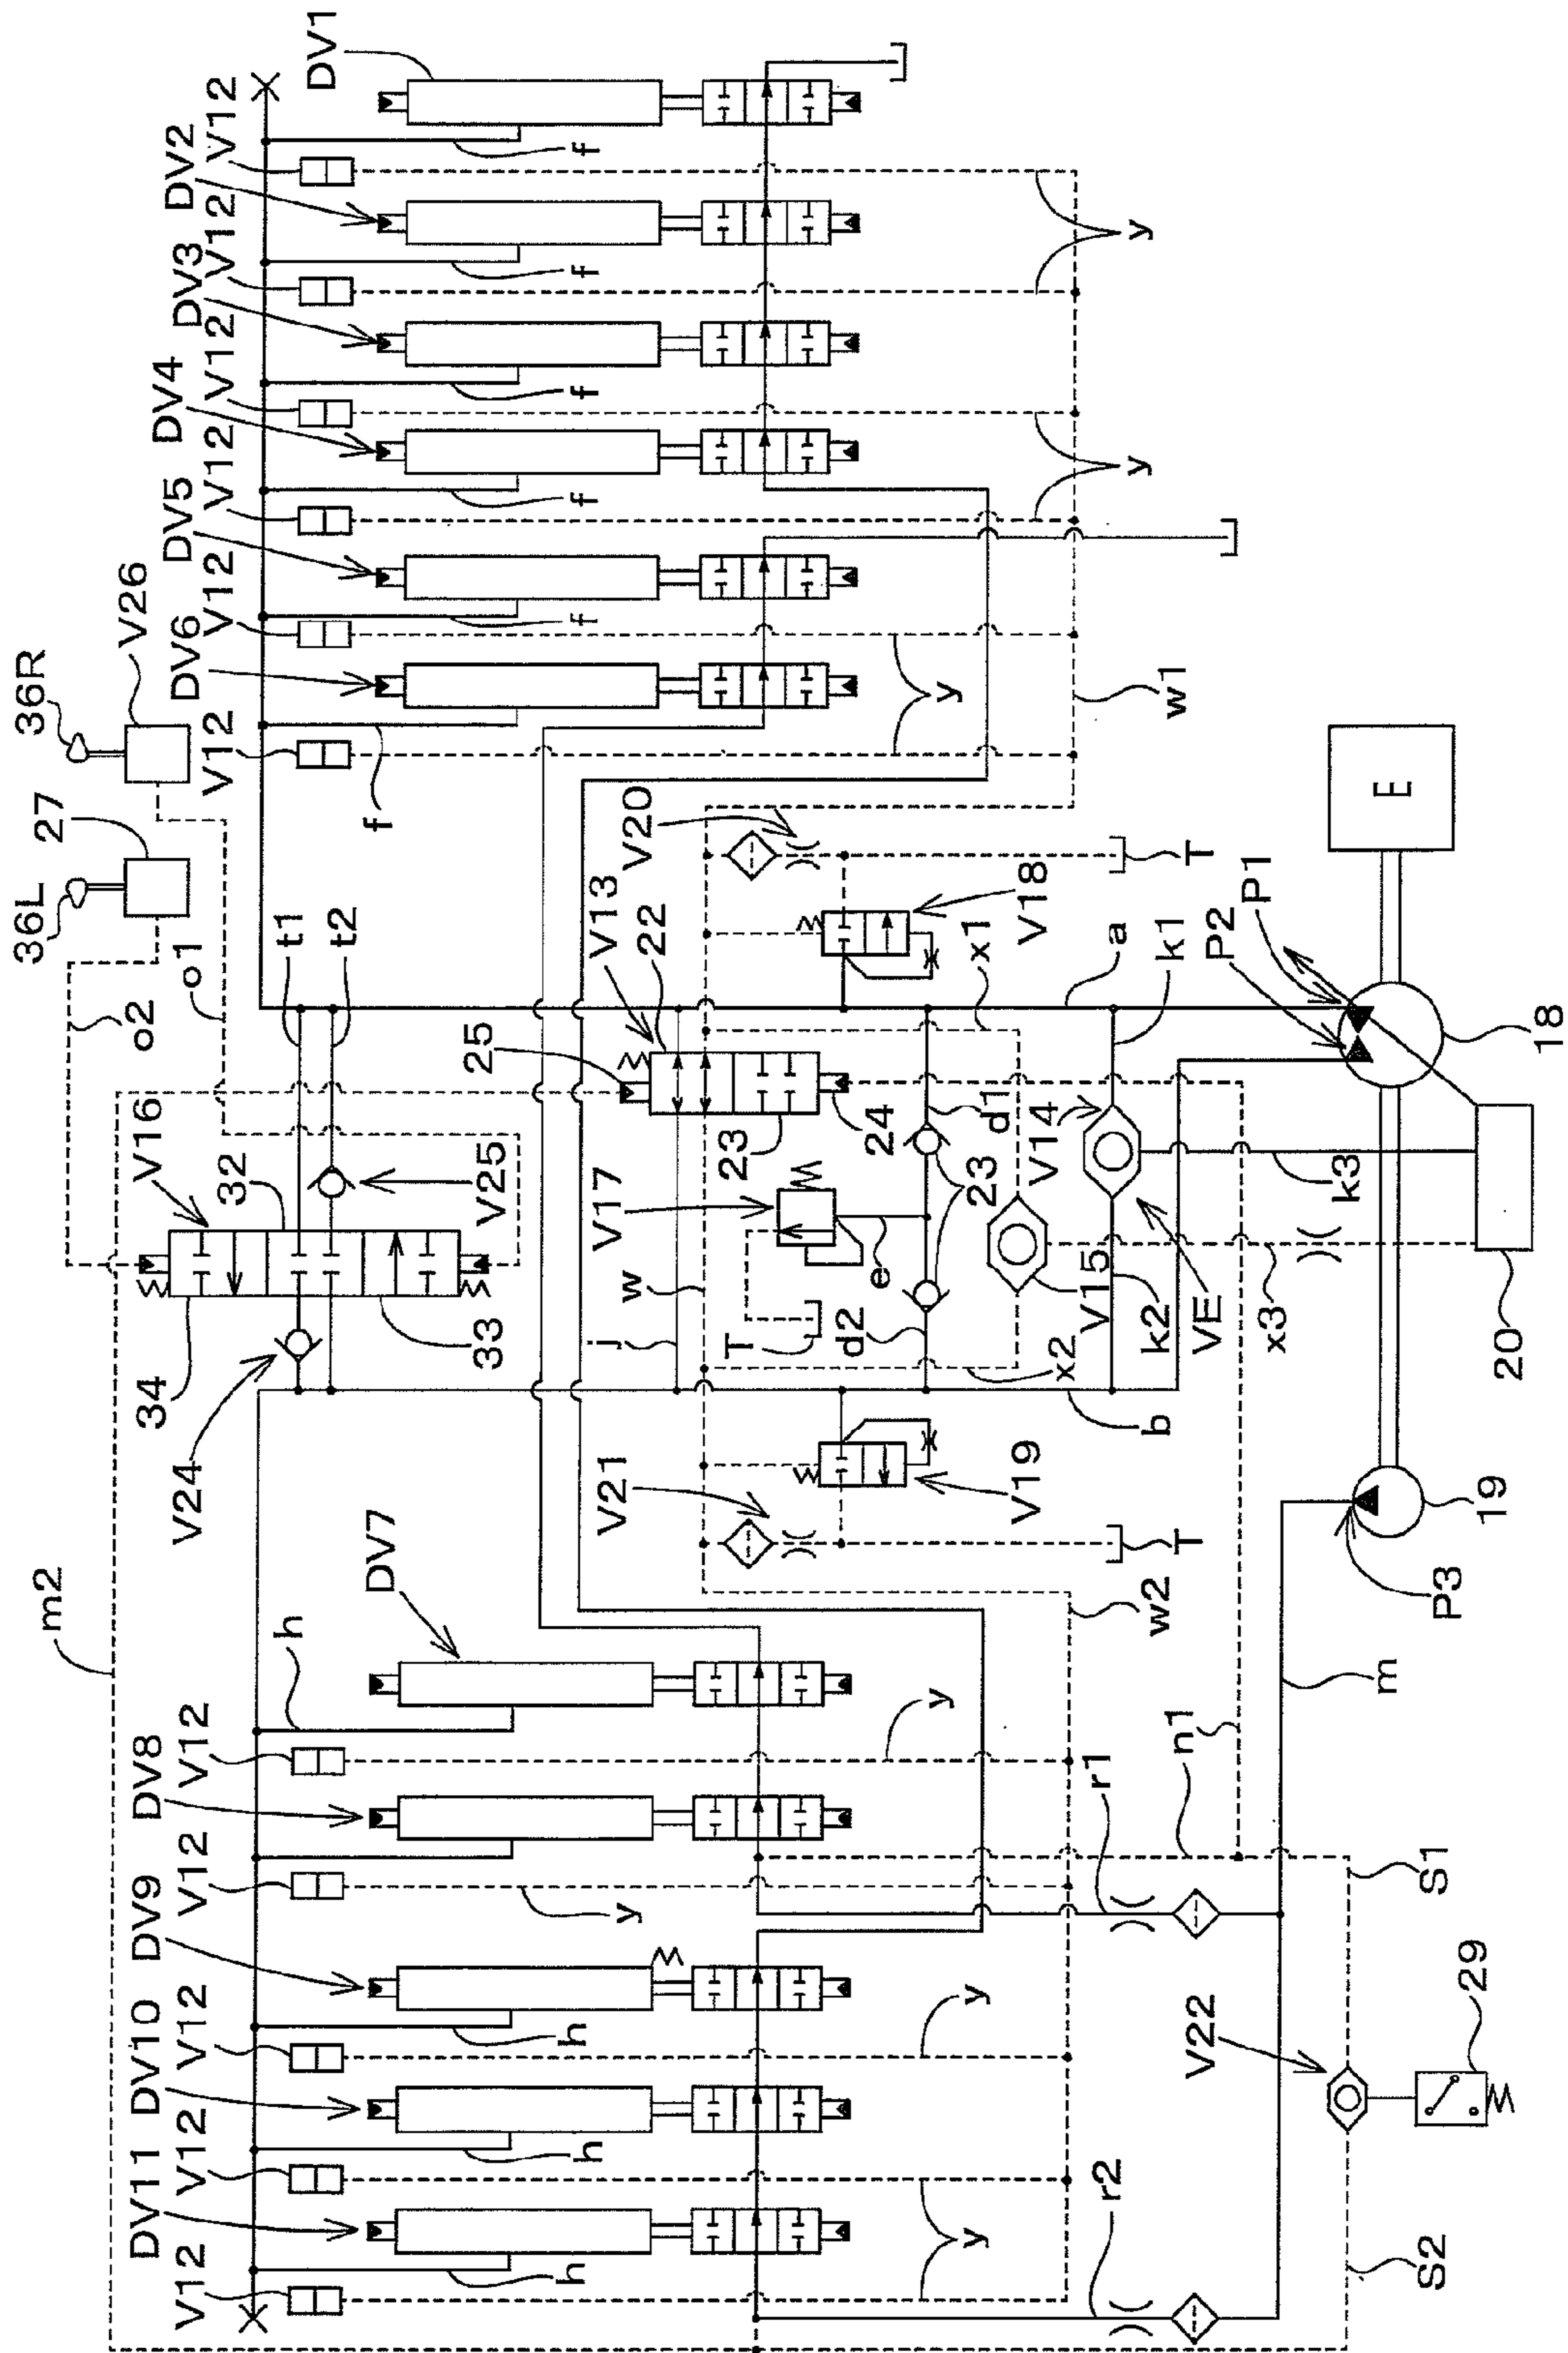 DV1
V12
DV2
V12
DV3
V12
DV4
V12
DV5
V12
DV6
V12
V26
36R
27
36L
f
f
f
f
f
f
y
y
y
w1
o2
o1
t1
t2
V16
32
V25
34
33
V24
V13
22
25
23
24
V20
V18
T
x1
V17
w
j
e
T
d2
d1
23
V14
V15
x2
k1
k2
k3
VE
a
b
P2
P1
E
18
20
x3
V21
V19
T
w2
19
P3
m2
DV7
h
V12
DV8
V12
DV9
V12
DV10
V12
DV11
V12
h
h
h
y
y
y
y
r1
n1
m
S1
V22
29
r2
S2